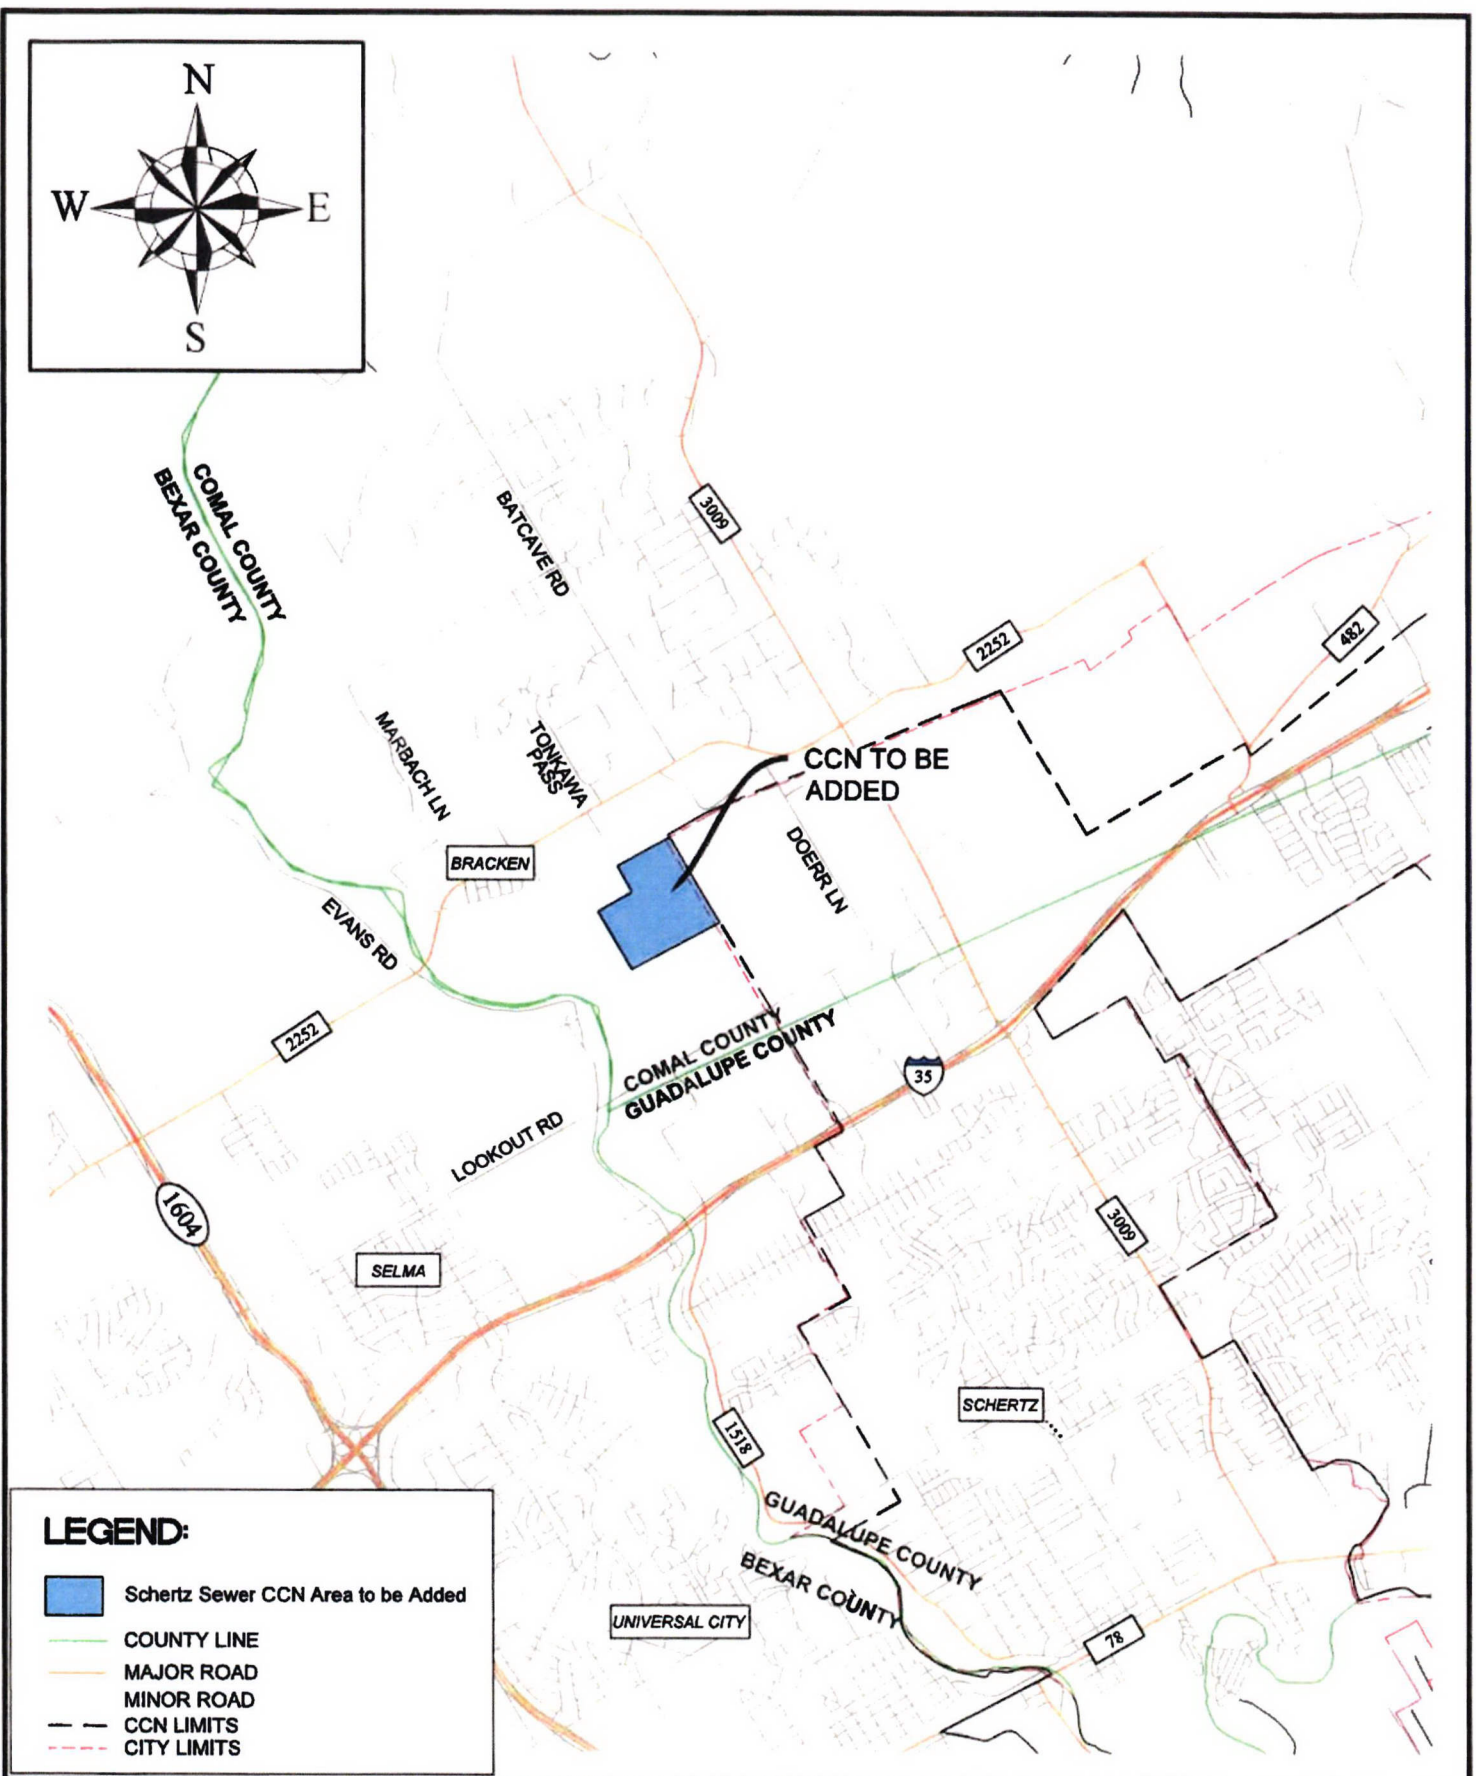 N
W
E
S
COMAL COUNTY
BEXAR COUNTY
BATCAVE RD
3009
2252
482
MARBACH LN
TONKAWA
PASS
CCN TO BE
ADDED
BRACKEN
DOERR LN
EVANS RD
2252
COMAL COUNTY
GUADALUPE COUNTY
35
LOOKOUT RD
1604
3009
SELMA
SCHERTZ
1518
GUADALUPE COUNTY
BEXAR COUNTY
UNIVERSAL CITY
78
LEGEND:
Schertz Sewer CCN Area to be Added
COUNTY LINE
MAJOR ROAD
MINOR ROAD
CCN LIMITS
CITY LIMITS